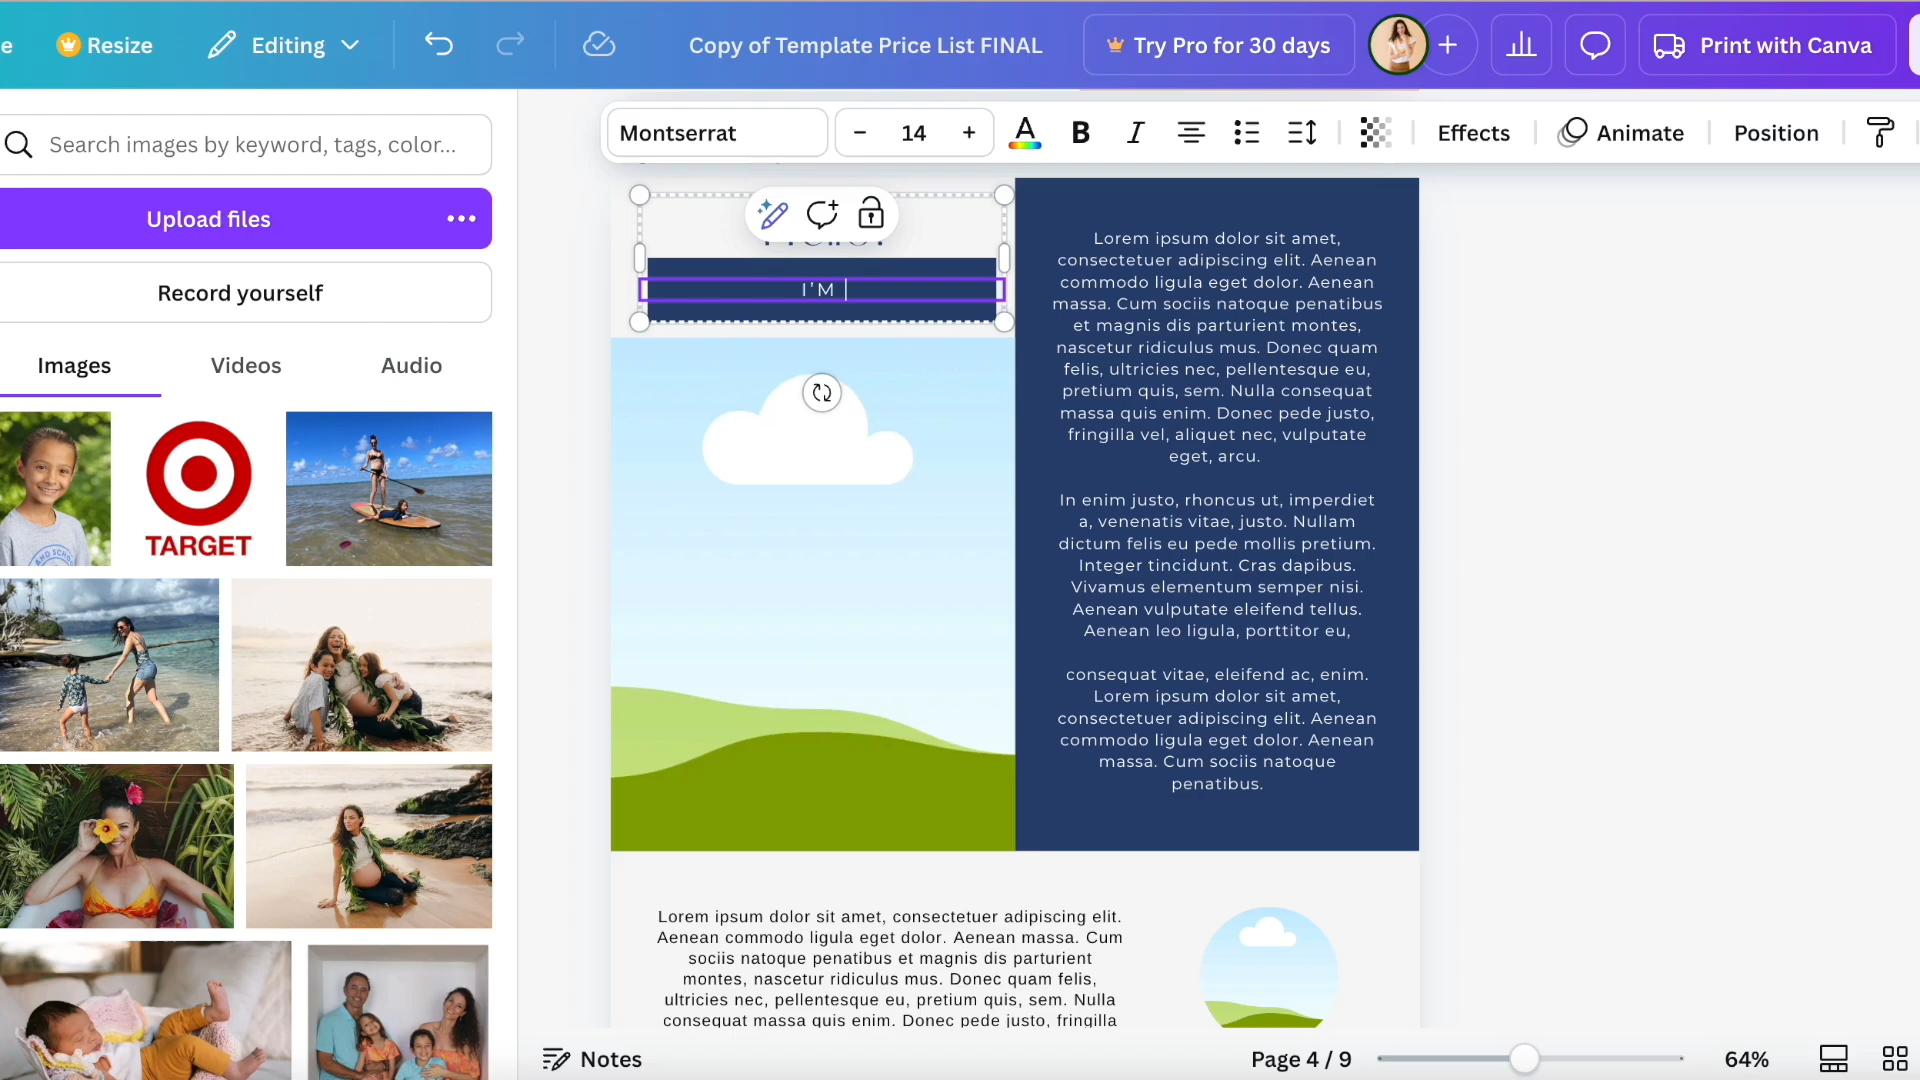 e
Resize
Editing
Copy of Template Price List FINAL
Try Pro for 30 days
Print with Canva
Search images by keyword, tags, color...
Upload files
Record yourself
Images
Videos
Audio
TARGET
Montserrat
– 14 +
A
B
I
Effects
Animate
Position
I'M
Lorem ipsum dolor sit amet,
consectetuer adipiscing elit. Aenean
commodo ligula eget dolor. Aenean
massa. Cum sociis natoque penatibus
et magnis dis parturient montes,
nascetur ridiculus mus. Donec quam
felis, ultricies nec, pellentesque eu,
pretium quis, sem. Nulla consequat
massa quis enim. Donec pede justo,
fringilla vel, aliquet nec, vulputate
eget, arcu.
In enim justo, rhoncus ut, imperdiet
a, venenatis vitae, justo. Nullam
dictum felis eu pede mollis pretium.
Integer tincidunt. Cras dapibus.
Vivamus elementum semper nisi.
Aenean vulputate eleifend tellus.
Aenean leo ligula, porttitor eu,
consequat vitae, eleifend ac, enim.
Lorem ipsum dolor sit amet,
consectetuer adipiscing elit. Aenean
commodo ligula eget dolor. Aenean
massa. Cum sociis natoque
penatibus.
Lorem ipsum dolor sit amet, consectetuer adipiscing elit.
Aenean commodo ligula eget dolor. Aenean massa. Cum
sociis natoque penatibus et magnis dis parturient
montes, nascetur ridiculus mus. Donec quam felis,
ultricies nec, pellentesque eu, pretium quis, sem. Nulla
consequat massa quis enim. Donec pede justo, fringilla
Notes
Page 4 / 9
64%